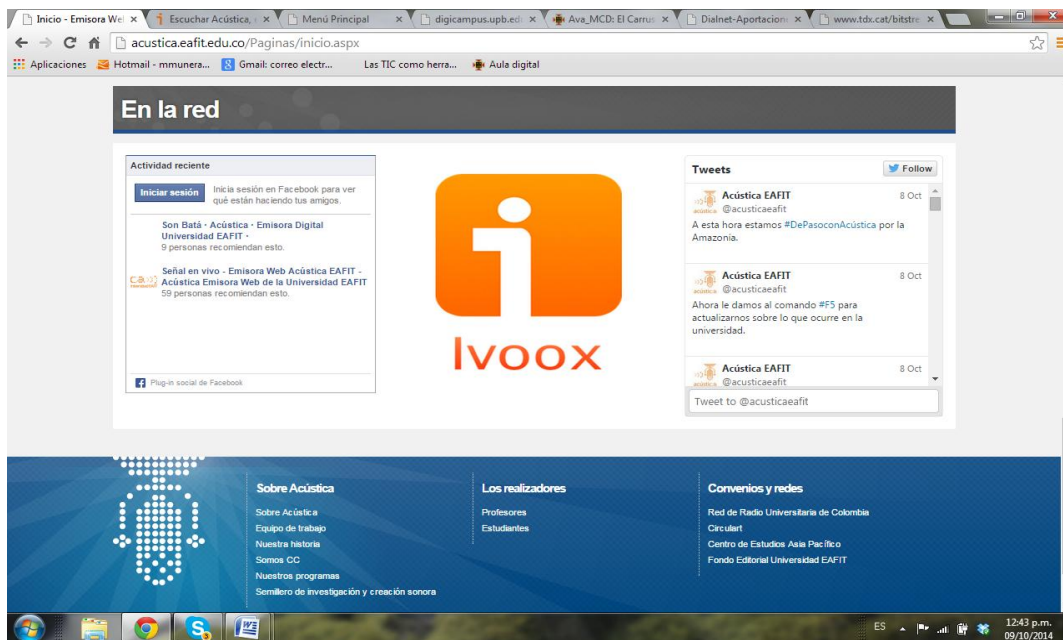 Inicio - Emisora We
Escuchar Acústica,
Menú Principal
digicampus.upb.ed
Ava_MCD: El Carru
Dialnet-Aportacion
www.tdx.cat/bitstre
acustica.eafit.edu.co/Paginas/inicio.aspx
Aplicaciones
Hotmail - mmunera...
Gmail: correo electr...
Las TIC como herra...
Aula digital
En la red
Actividad reciente
Iniciar sesión
Inicia sesión en Facebook para ver
qué están haciendo tus amigos.
Son Batá - Acústica - Emisora Digital
Universidad EAFIT -
9 personas recomiendan esto.
Señal en vivo - Emisora Web Acústica EAFIT -
Acústica Emisora Web de la Universidad EAFIT
59 personas recomiendan esto.
Plug-in social de Facebook
Ivoox
Tweets
Follow
Acústica EAFIT
8 Oct
@acusticaeafit
A esta hora estamos #DePasoconAcústica por la
Amazonía.
Acústica EAFIT
8 Oct
@acusticaeafit
Ahora le damos al comando #F5 para
actualizarnos sobre lo que ocurre en la
universidad.
Acústica EAFIT
8 Oct
@acusticaeafit
Tweet to @acusticaeafit
Sobre Acústica
Sobre Acústica
Equipo de trabajo
Nuestra historia
Somos CC
Nuestros programas
Semillero de investigación y creación sonora
Los realizadores
Profesores
Estudiantes
Convenios y redes
Red de Radio Universitaria de Colombia
Circulart
Centro de Estudios Asia Pacífico
Fondo Editorial Universidad EAFIT
ES
12:43 p.m.
09/10/2014